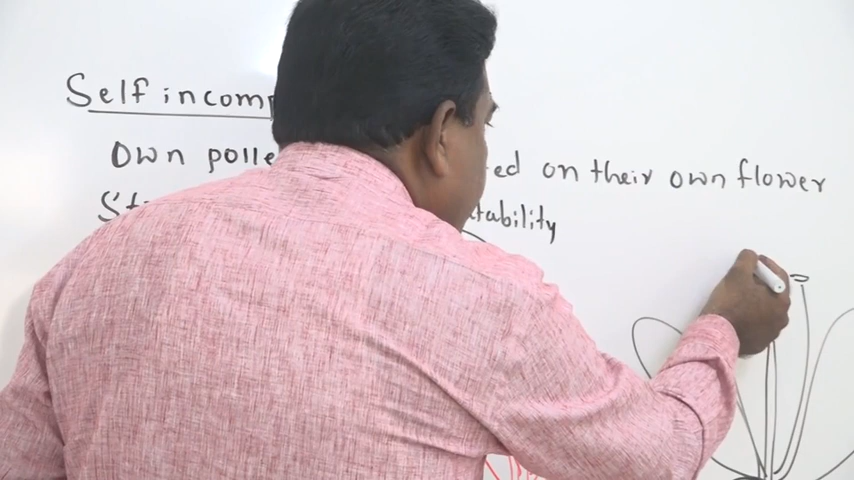 Self incomp
Own polle ed on their own flower
St tability